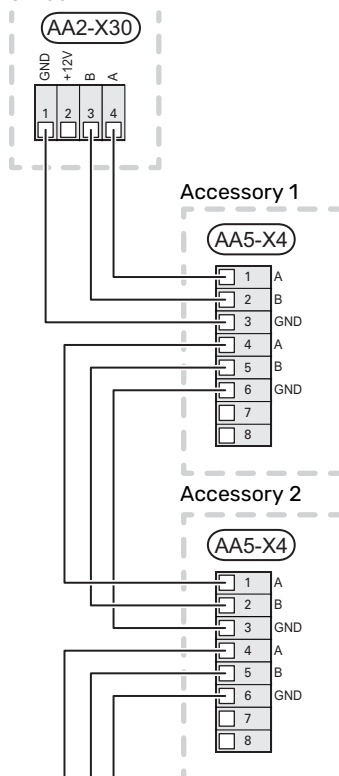 AA2-X30
GND +12V B A
1 2 3 4
Accessory 1
AA5-X4
1 A
2 B
3 GND
4 A
5 B
6 GND
7
8
Accessory 2
AA5-X4
1 A
2 B
3 GND
4 A
5 B
6 GND
7
8